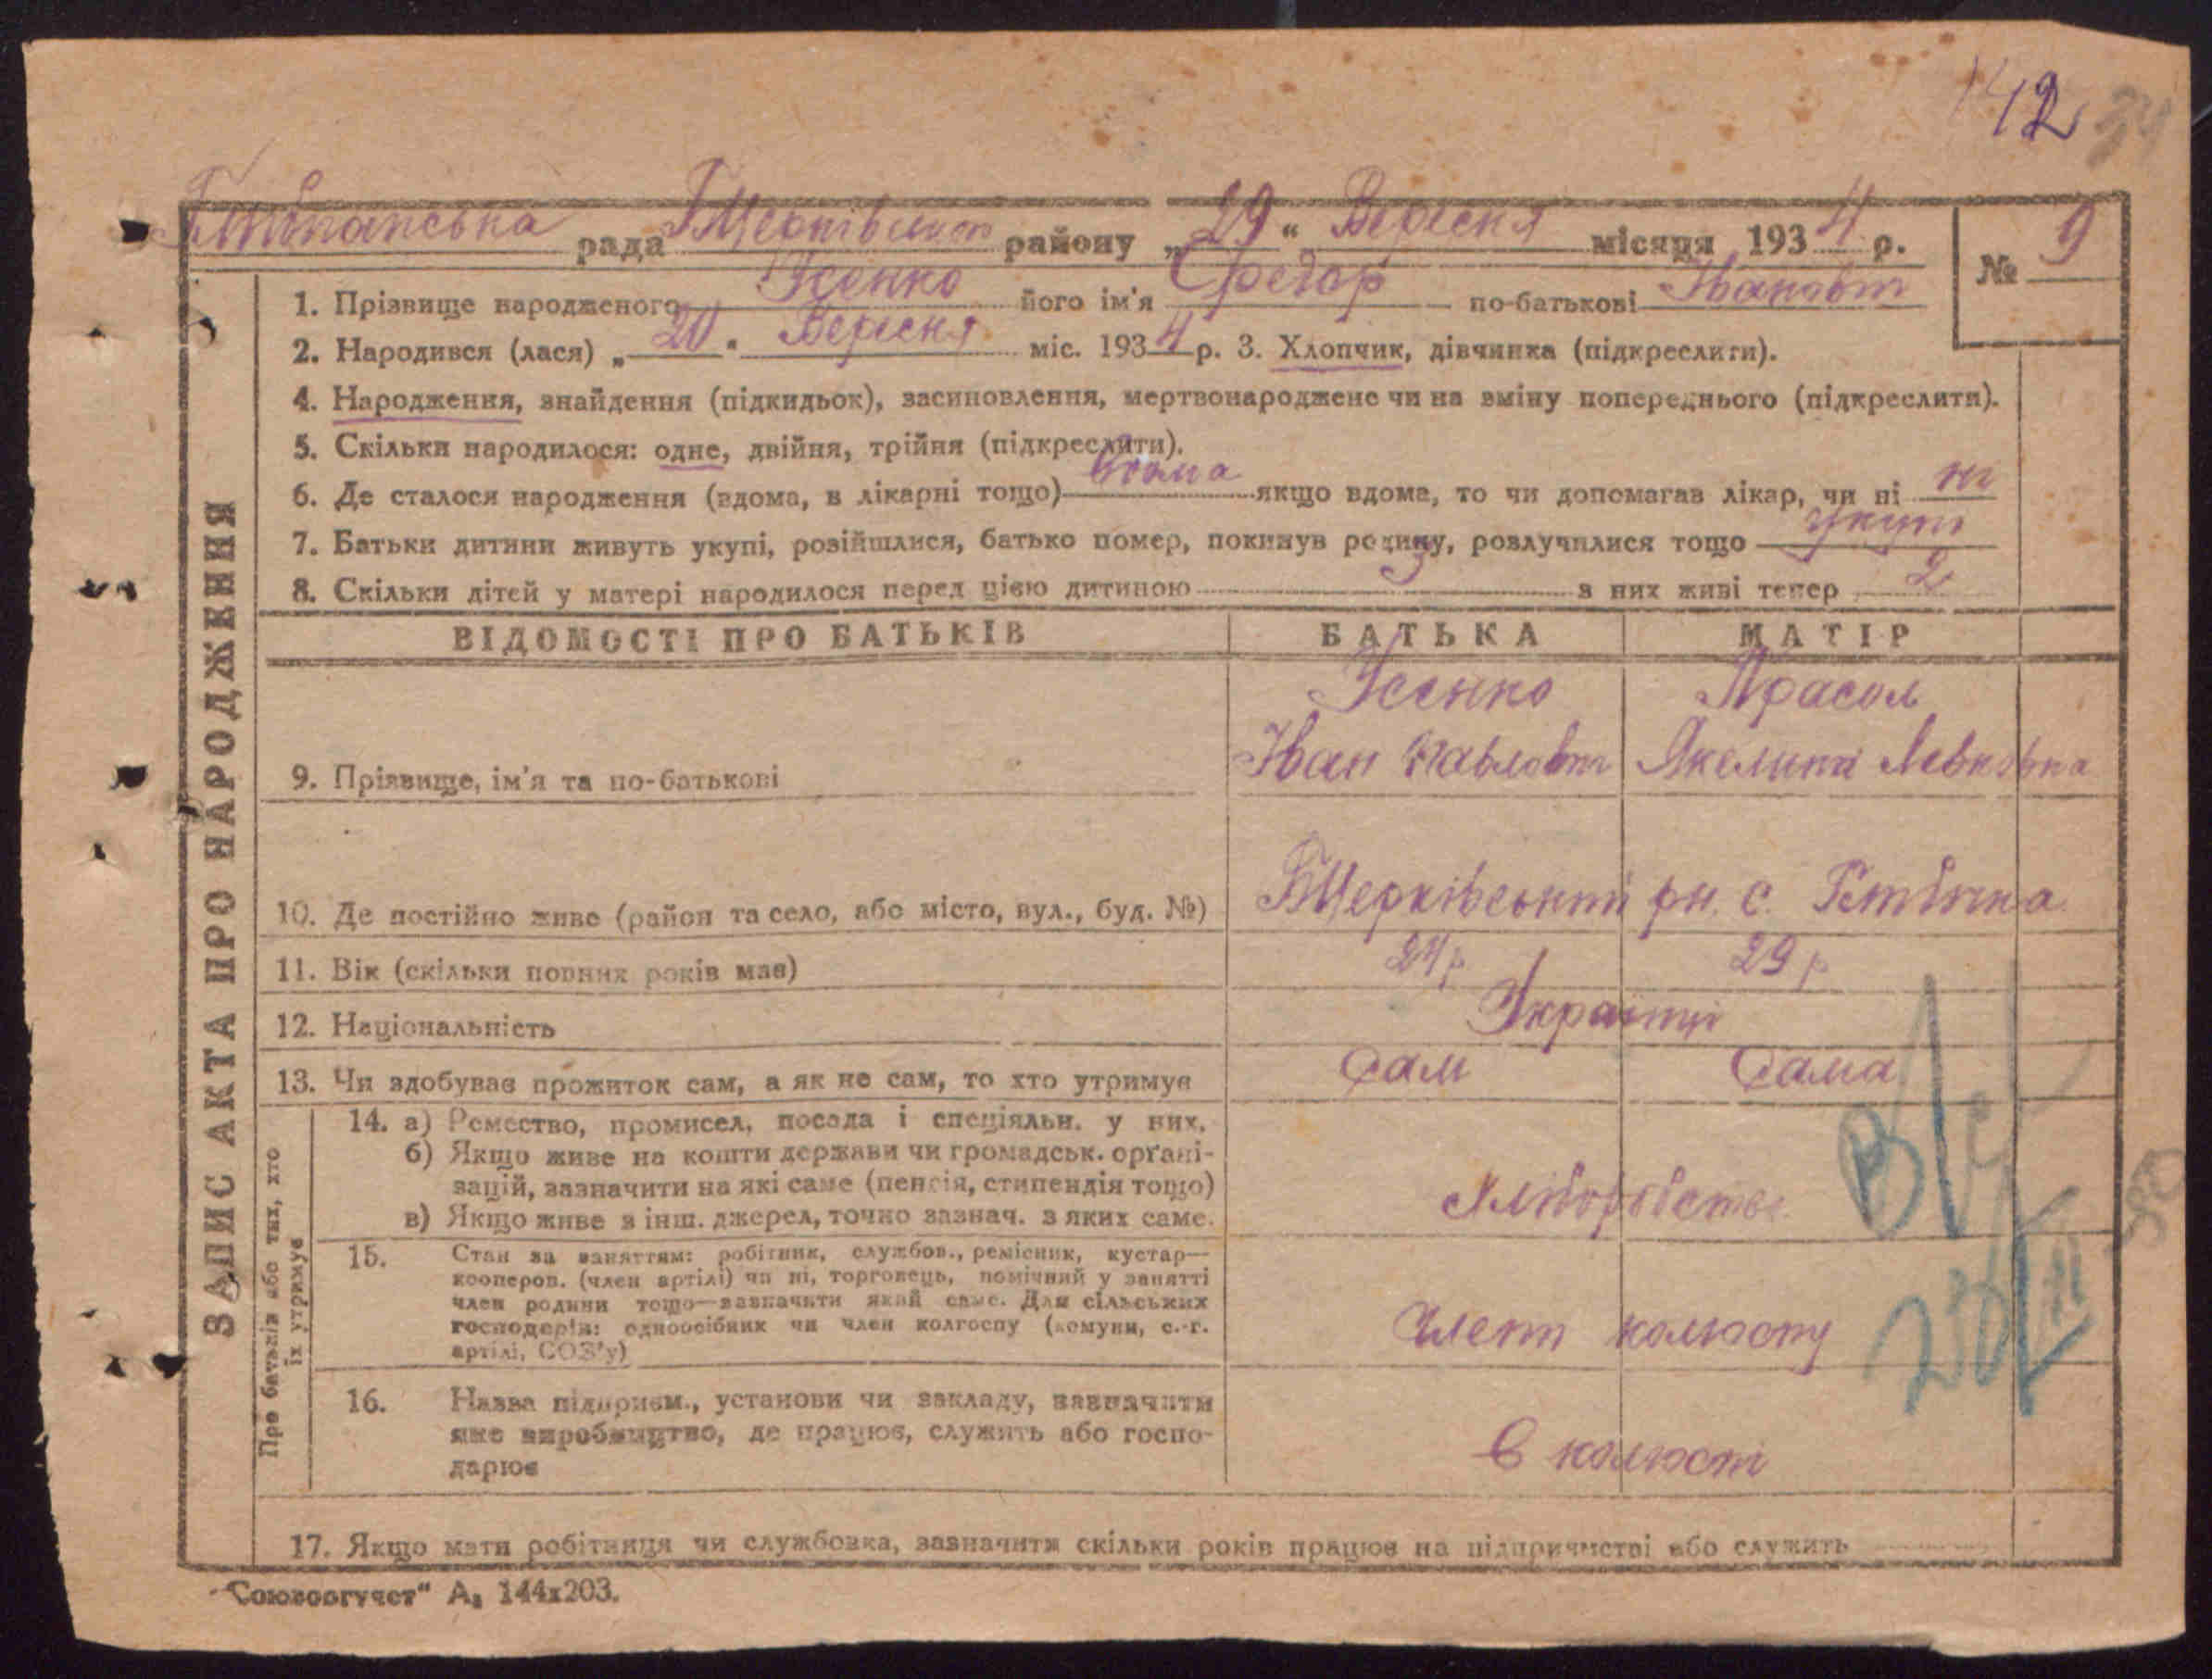 142
рада району „29“ Вересня місяця 1934 р.
№ 9
ЗАПИС АКТА ПРО НАРОДЖЕННЯ
1. Прізвище народженого Усенко його ім'я Федор по-батькові Іванович
2. Народився (лася) „20“ Вересня міс. 1934 р. 3. Хлопчик, дівчинка (підкреслити).
4. Народження, знайдення (підкидьок), засиновлення, мертвонароджене чи на зміну попереднього (підкреслити).
5. Скільки народилося: одне, двійня, трійня (підкреслити).
6. Де сталося народження (вдома, в лікарні тощо) вдома якщо вдома, то чи допомагав лікар, чи ні ні
7. Батьки дитини живуть укупі, розійшлися, батько помер, покинув родину, розлучилися тощо укупі
8. Скільки дітей у матері народилося перед цією дитиною 3 з них живі тепер 2
ВІДОМОСТІ ПРО БАТЬКІВ БАТЬКА МАТІР
Усенко Прасол
9. Прізвище, ім'я та по-батькові Іван Павлович Якелина Левковна
10. Де постійно живе (район та село, або місто, вул., буд. №) рн. с.
11. Вік (скільки повних років має) 24 р 29 р
12. Національність Українці
13. Чи здобуває прожиток сам, а як не сам, то хто утримує Сам Сама
Про батьків або тих, хто їх утримує
14. а) Ремество, промисел, посада і спеціяльн. у них.
б) Якщо живе на кошти держави чи громадськ. орґані-
зацій, зазначити на які саме (пенсія, стипендія тощо) Хліборобство
в) Якщо живе з інш. джерел, точно зазнач. з яких саме.
15. Стан за заняттям: робітник, службов., ремісник, кустар—
кооперов. (член артілі) чи ні, торговець, помічний у занятті
член родини тощо—зазначити який саме. Для сільських
господарів: одноосібник чи член колгоспу (комуни, с.-г. Члени колгоспу
артілі, СОЗ'у)
16. Назва підприєм., установи чи закладу, зазначити
яке виробництво, де працює, служить або госпо- В колгоспі
дарює
17. Якщо мати робітниця чи службовка, зазначити скільки років працює на підприємстві або служить
„Союзоргучет“ А₅ 144х203.